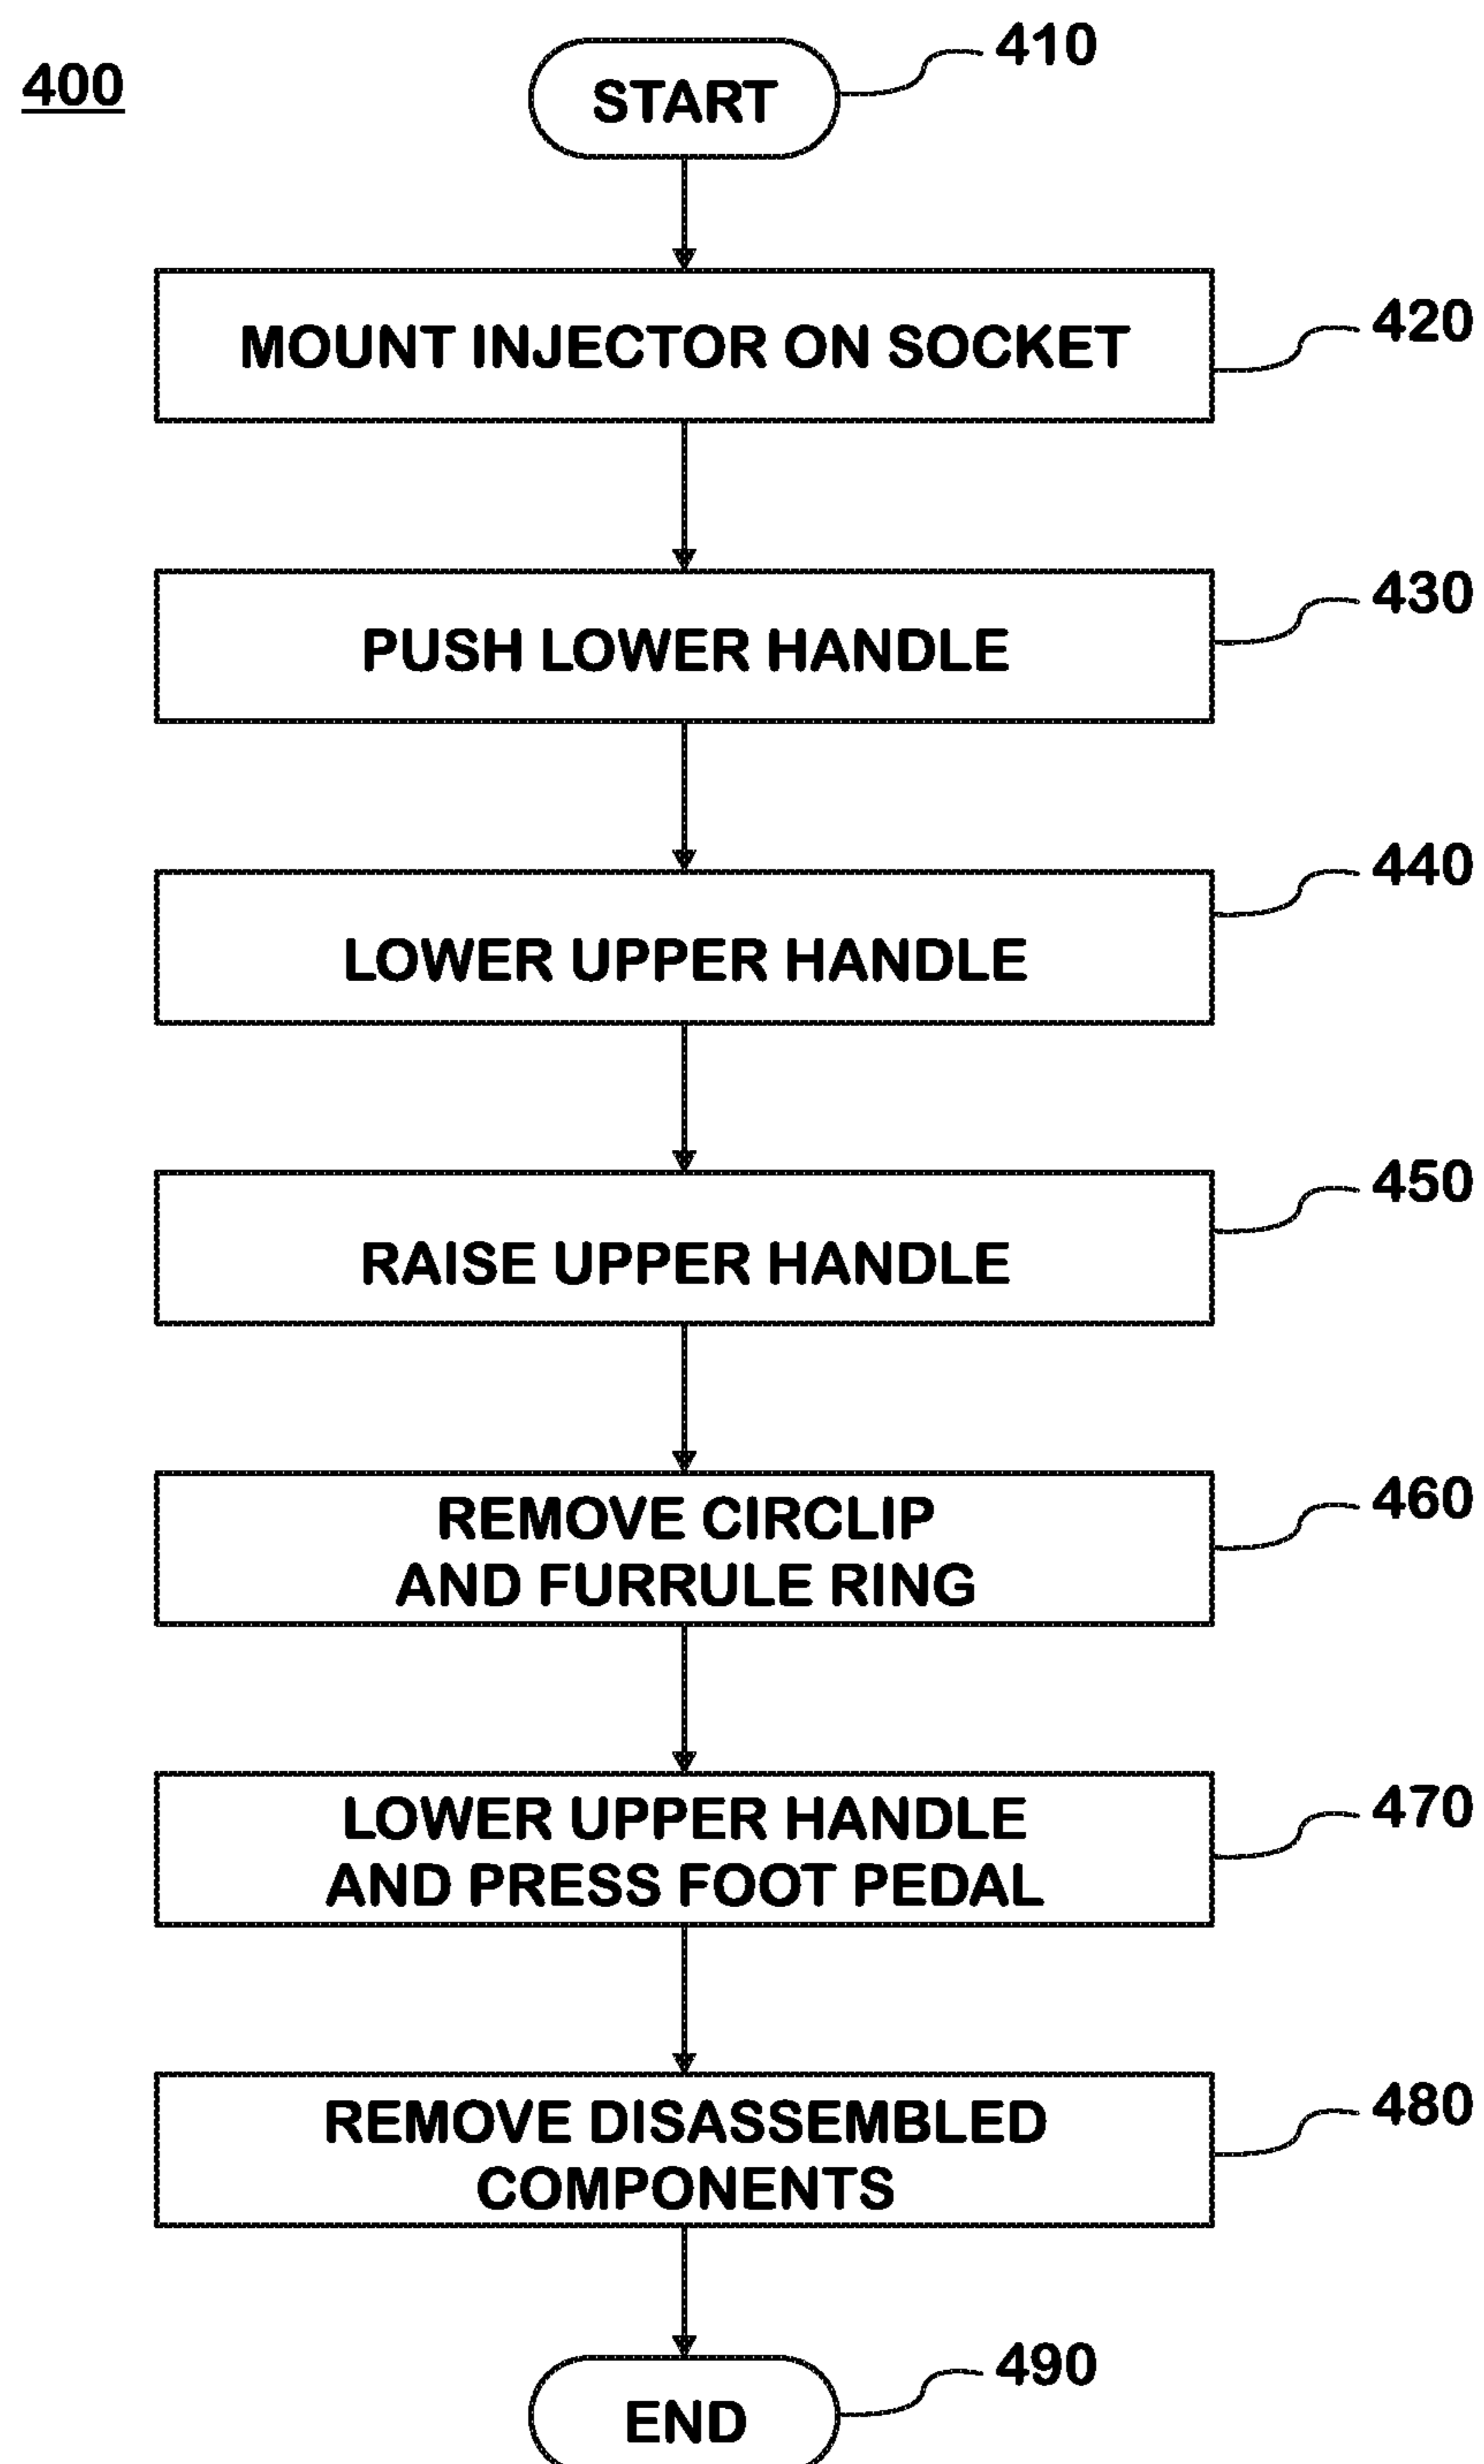 400
START
410
MOUNT INJECTOR ON SOCKET
420
PUSH LOWER HANDLE
430
LOWER UPPER HANDLE
440
RAISE UPPER HANDLE
450
REMOVE CIRCLIP
AND FURRULE RING
460
LOWER UPPER HANDLE
AND PRESS FOOT PEDAL
470
REMOVE DISASSEMBLED
COMPONENTS
480
END
490